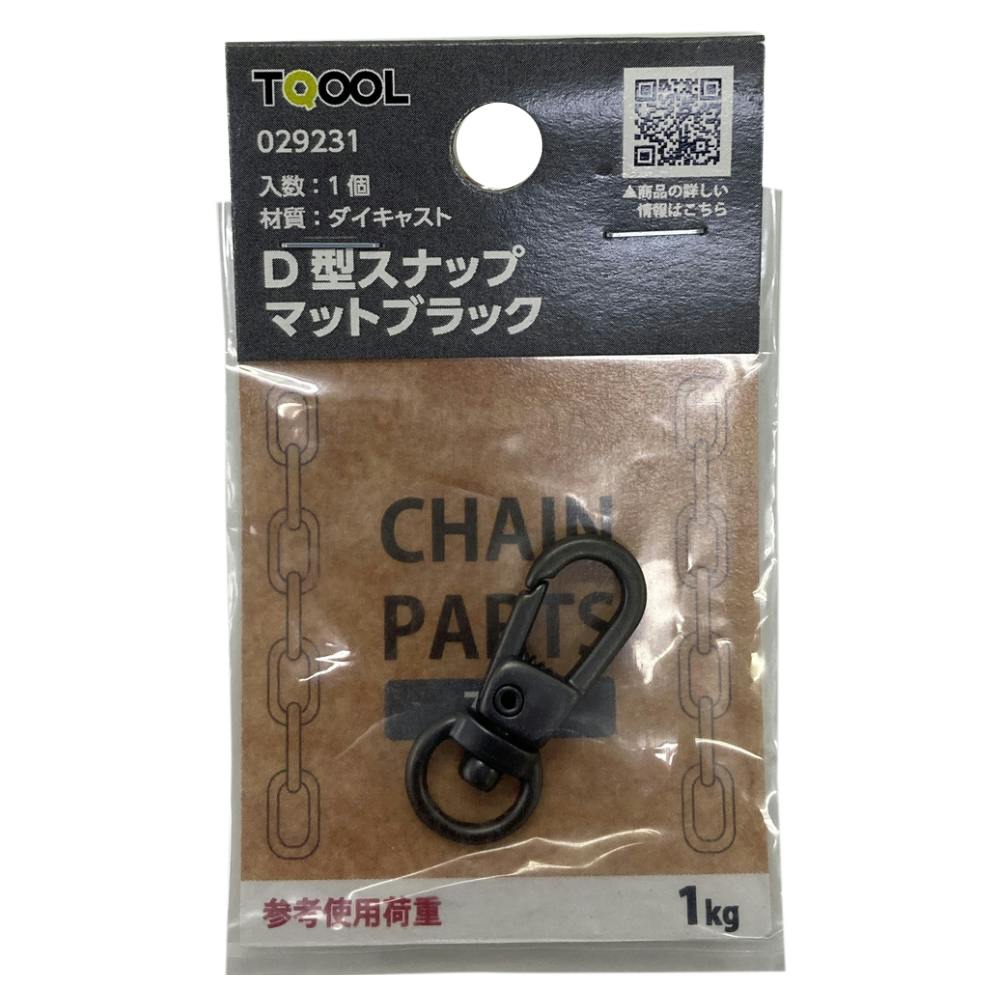 TQOOL
029231
入数：1個
材質：ダイキャスト
▲商品の詳しい
情報はこちら
D型スナップ
マットブラック
CHAIN
PARTS
参考使用荷重
1kg